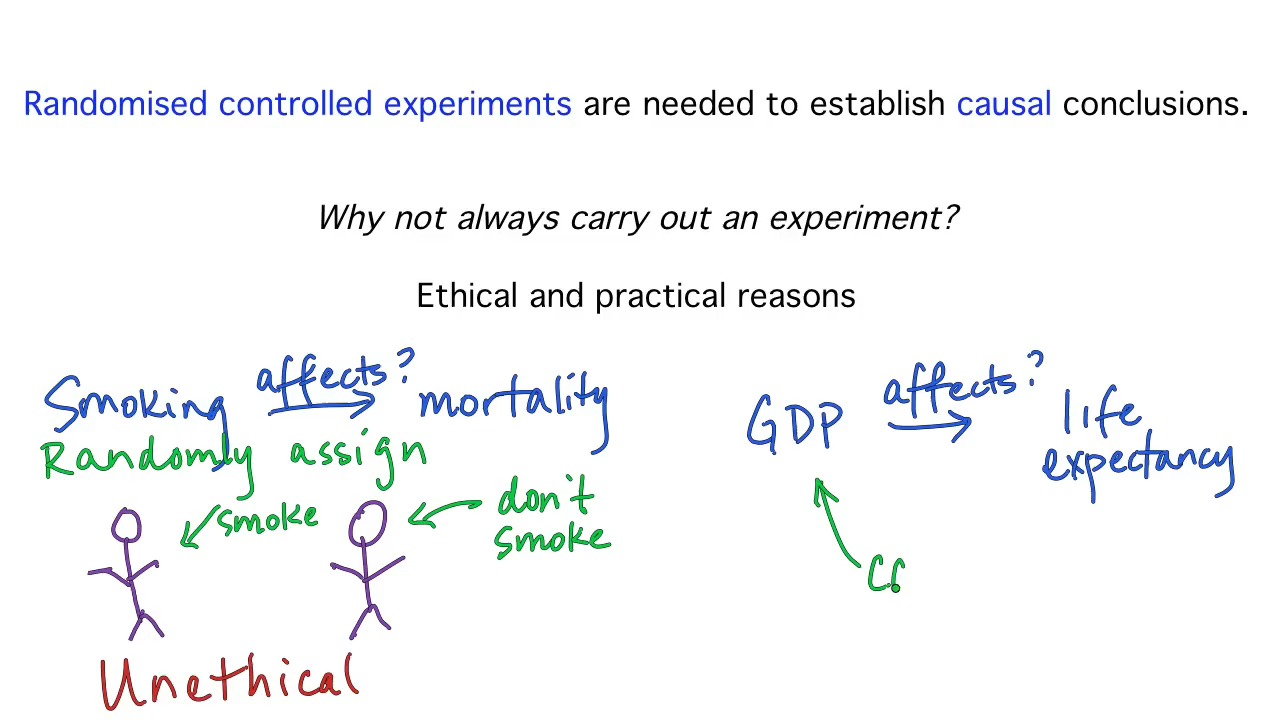 Randomised controlled experiments are needed to establish causal conclusions.
Why not always carry out an experiment?
Ethical and practical reasons
Smoking affects? mortality
Randomly assign
smoke
don't
smoke
Unethical
GDP affects? life
expectancy